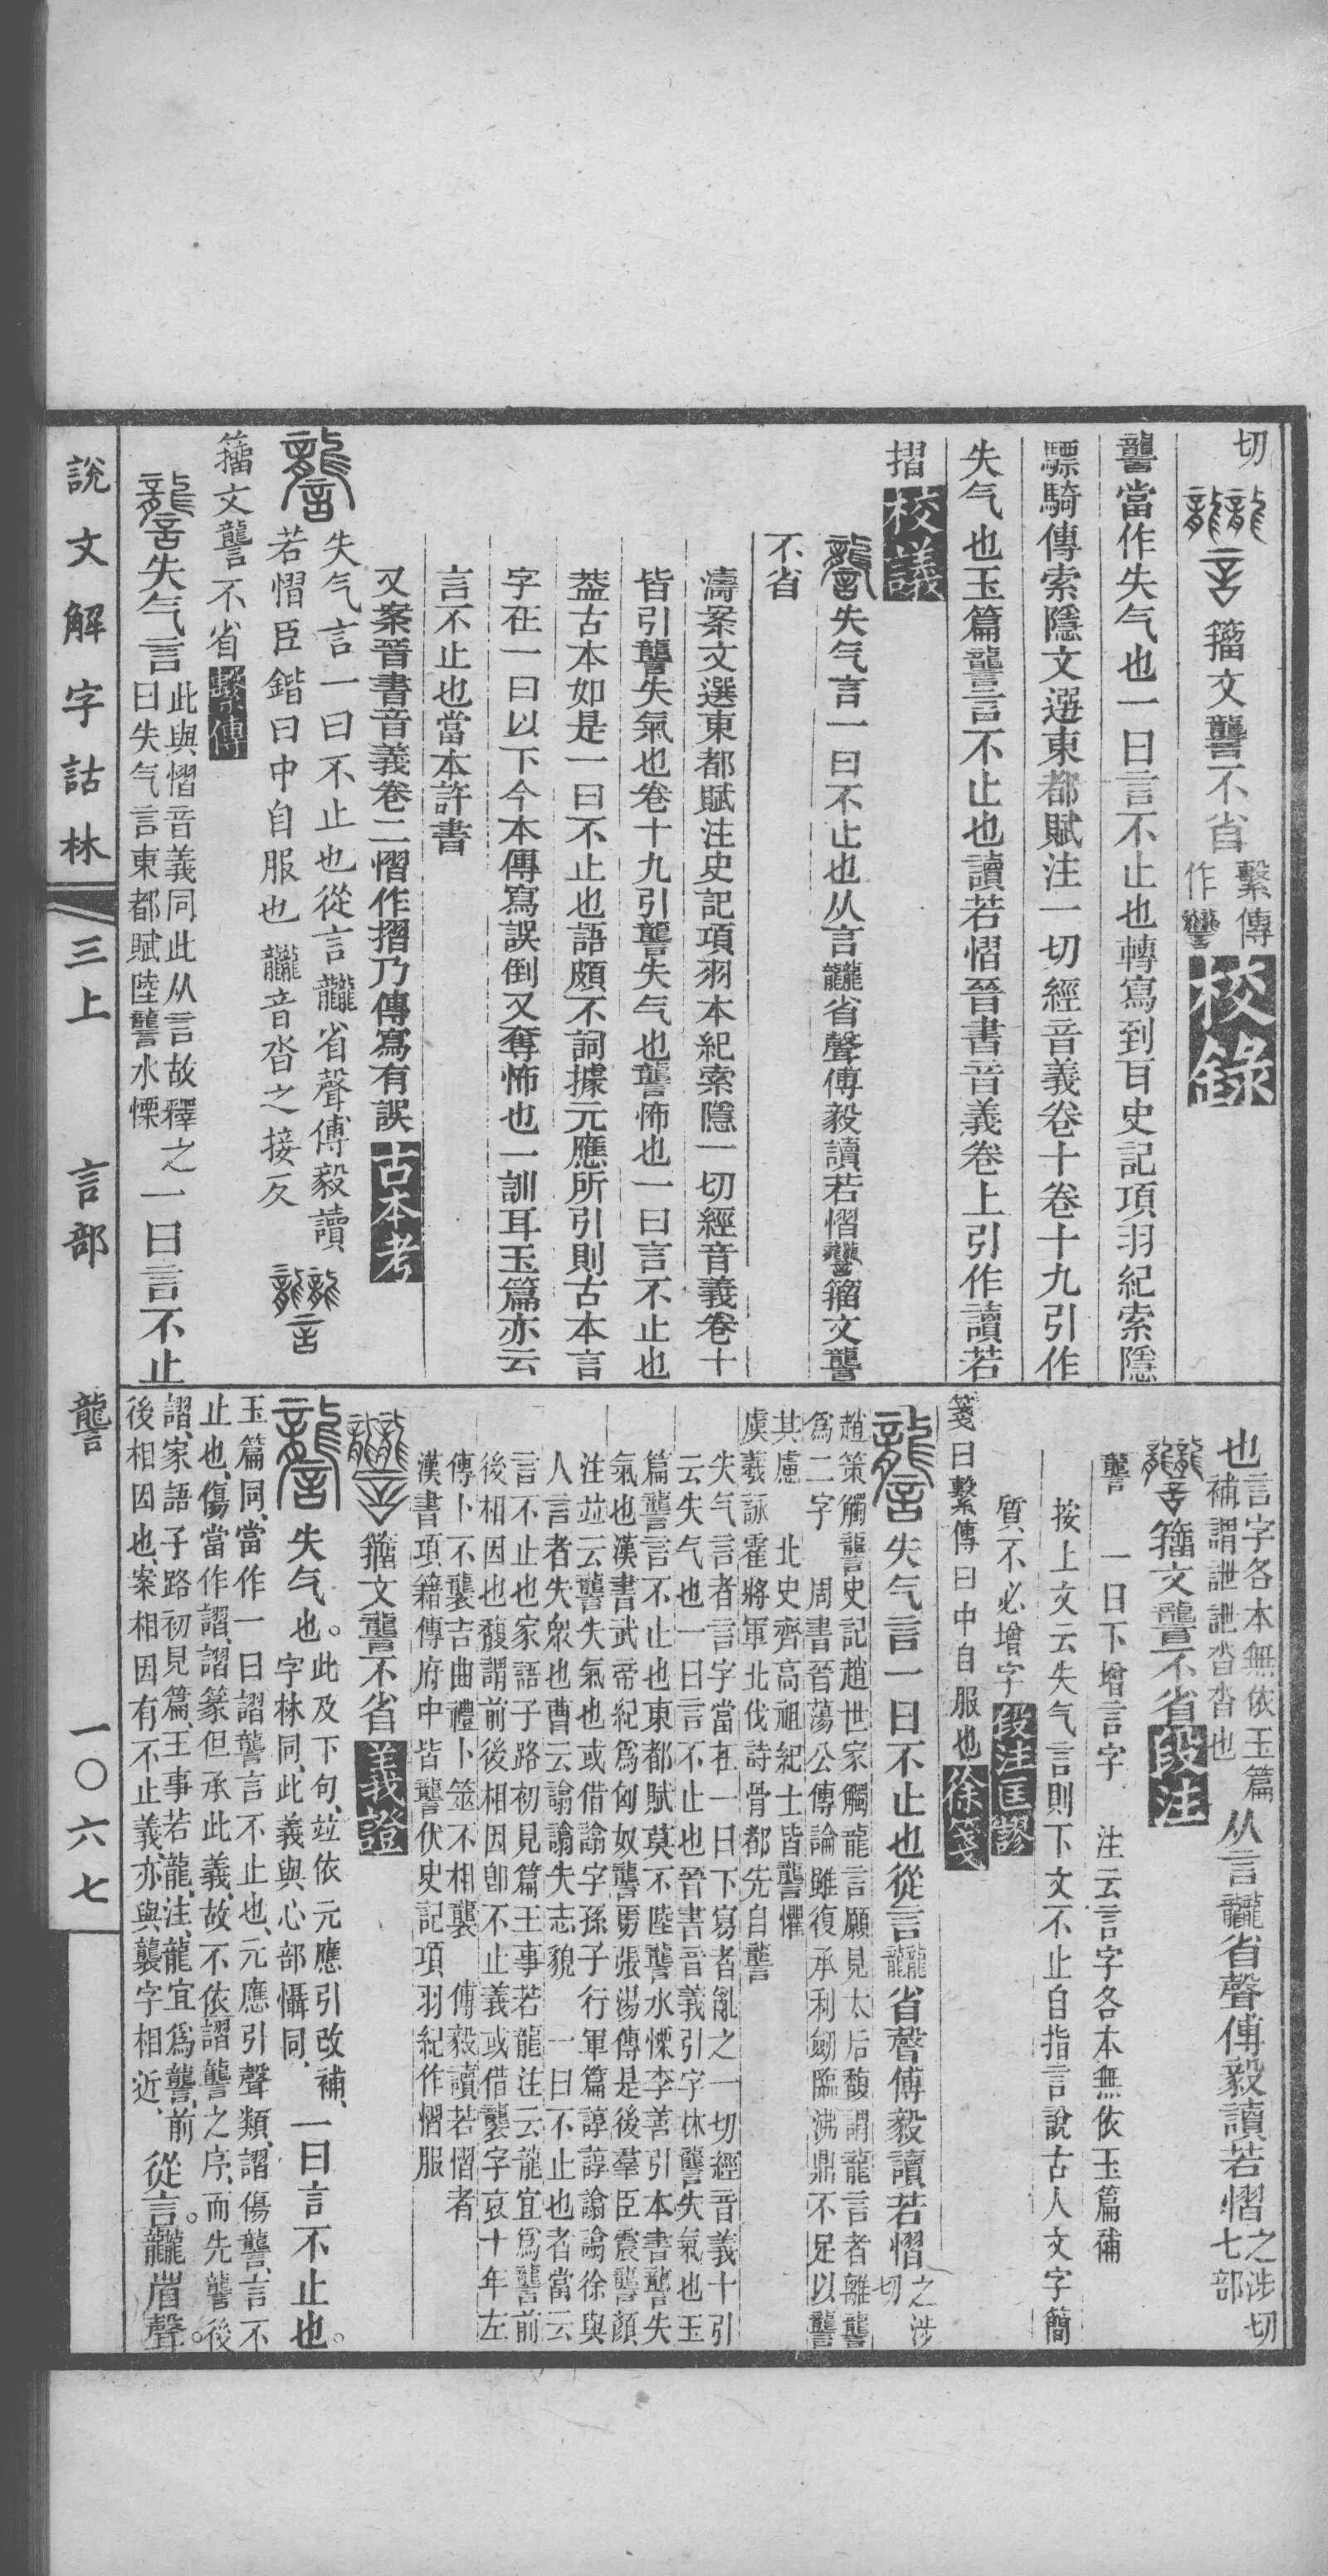 切 籒文讋不省繫傳作讋校錄
讋當作失气也一曰言不止也轉寫到百史記項羽紀索隱
驃騎傳索隱文選東都賦注一切經音義卷十卷十九引作
失气也玉篇讋言不止也讀若慴晉書音義卷上引作讀若
摺校議
讋失气言一曰不止也从言龖省聲傅毅讀若慴讋籒文讋
不省
濤案文選東都賦注史記項羽本紀索隱一切經音義卷十
皆引讋失氣也卷十九引讋失气也讋怖也一曰言不止也
葢古本如是一曰不止也語頗不詞據元應所引則古本言
字在一曰以下今本傳寫誤倒又奪怖也一訓耳玉篇亦云
言不止也當本許書
又案晉書音義卷二慴作摺乃傳寫有誤古本考
讋失气言一曰不止也從言龖省聲傅毅讀
若慴臣鍇曰中自服也龖音沓之接反
籒文讋不省繫傳
讋失气言此與慴音義同此从言故釋之一曰言不止
曰失气言東都賦陸讋水慄
也言字各本無依玉篇从言龖省聲傅毅讀若慴之涉切
補謂詍詍沓沓也七部
籒文讋不省段注
讋 一曰下增言字 注云言字各本無依玉篇補
按上文云失气言則下文不止自指言說古人文字簡
質不必增字段注匡謬
箋曰繫傳曰中自服也徐箋
讋失气言一曰不止也從言龖省聲傅毅讀若慴之涉切
趙策觸讋史記趙世家觸龍言願見太后馥謂龍言者離讋
爲二字 周書晉蕩公傳論雖復承利劒臨沸鼎不足以讋
其慮 北史齊高祖紀士皆讋懼
虞羲詠霍將軍北伐詩骨都先自讋
失气言者言字當在一曰下寫者亂之一切經音義十引
云失气也一曰言不止也晉書音義引字林讋失氣也玉
篇讋言不止也東都賦莫不陸讋水慄李善引本書讋失
氣也漢書武帝紀爲匈奴讋焉張湯傳是後羣臣震讋顏
注竝云讋失氣也或借謵字孫子行軍篇諄諄謵謵徐與
人言者失衆也曹云謵謵失志貌 一曰不止也者當云
言不止也家語子路初見篇王事若龍注云龍宜爲讋前
後相因也馥謂前後相因卽不止義或借襲字哀十年左
傳卜不襲吉曲禮卜筮不相襲 傅毅讀若慴者
漢書項籍傳府中皆讋伏史記項羽紀作慴服
籒文讋不省義證
讋失气也。此及下句、竝依元應引改補、一曰言不止也。
字林同、此義與心部懾同、
玉篇同、當作一曰謵讋言不止也、元應引聲類、謵傷讋、言不
止也、傷當作謵、謵篆但承此義、故不依謵讋之序、而先讋後
謵、家語子路初見篇、王事若龍、注、龍宜爲讋、前從言。龖省聲。
後相因也、案相因有不止義、亦與襲字相近、
說文解字詁林 三上 言部 讋 一〇六七